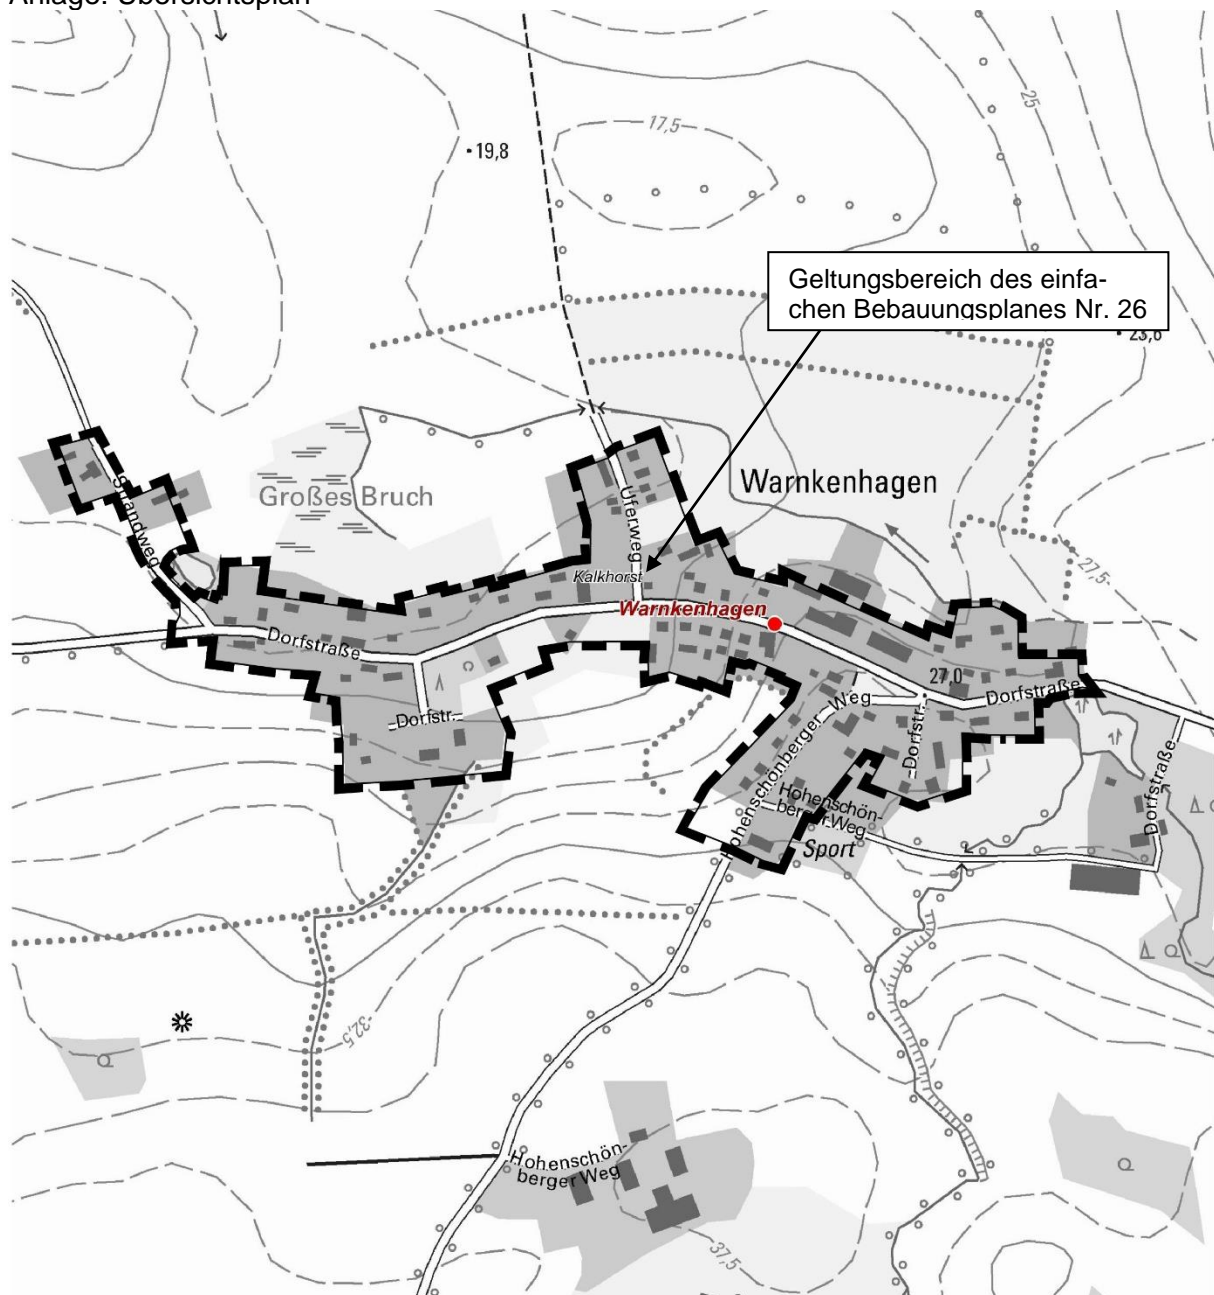 Anlage: Übersichtsplan
17,5
25
19,8
Geltungsbereich des einfa-
chen Bebauungsplanes Nr. 26
23,6
Warnkenhagen
Großes Bruch
Strandweg
Uferweg
27,5
Kalkhorst
Warnkenhagen
Dorfstraße
27,0
Dorfstraße
Dorfstr.
Hohenschönberger Weg
Dorfstr.
Dorfstraße
Hohenschön-
berger Weg
Sport
32,5
Hohenschön-
berger Weg
37,5